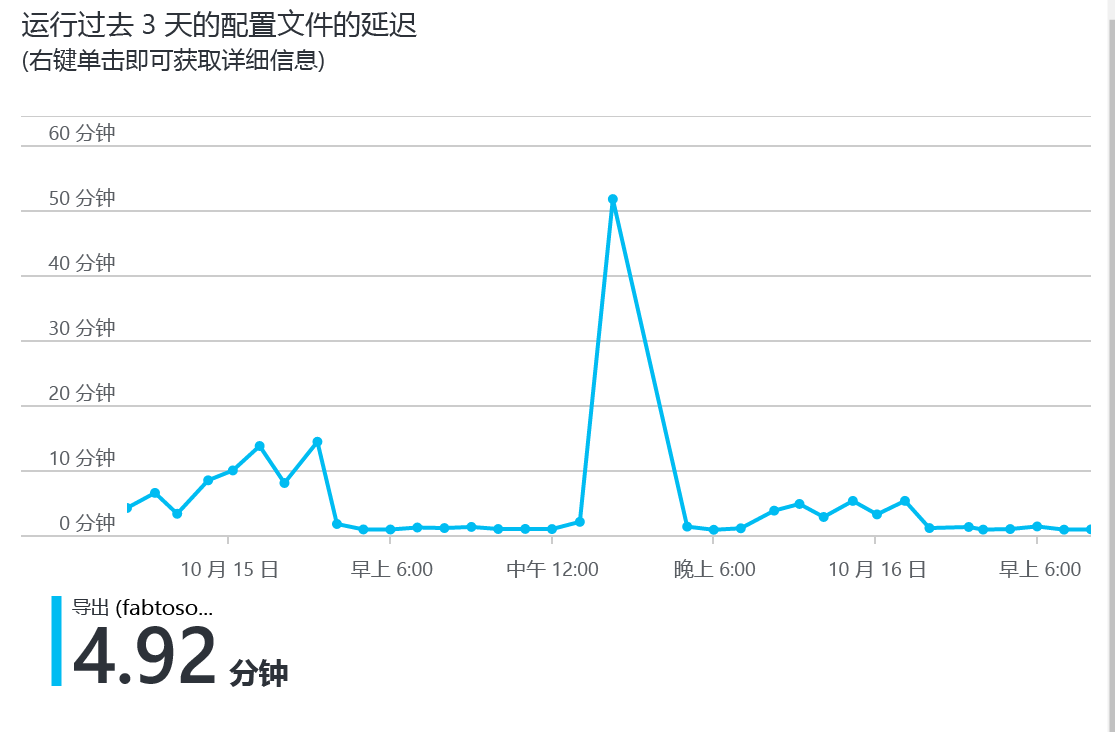 运行过去 3 天的配置文件的延迟
(右键单击即可获取详细信息)
60 分钟
50 分钟
40 分钟
30 分钟
20 分钟
10 分钟
0 分钟
10 月 15 日 早上 6:00 中午 12:00 晚上 6:00 10 月 16 日 早上 6:00
导出 (fabtoso...
4.92 分钟